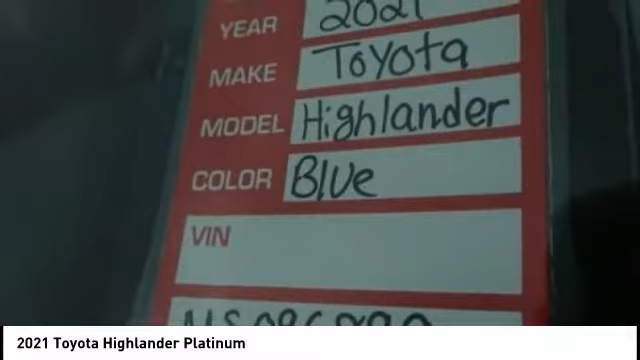 YEAR 2021
MAKE Toyota
MODEL Highlander
COLOR Blue
VIN
2021 Toyota Highlander Platinum